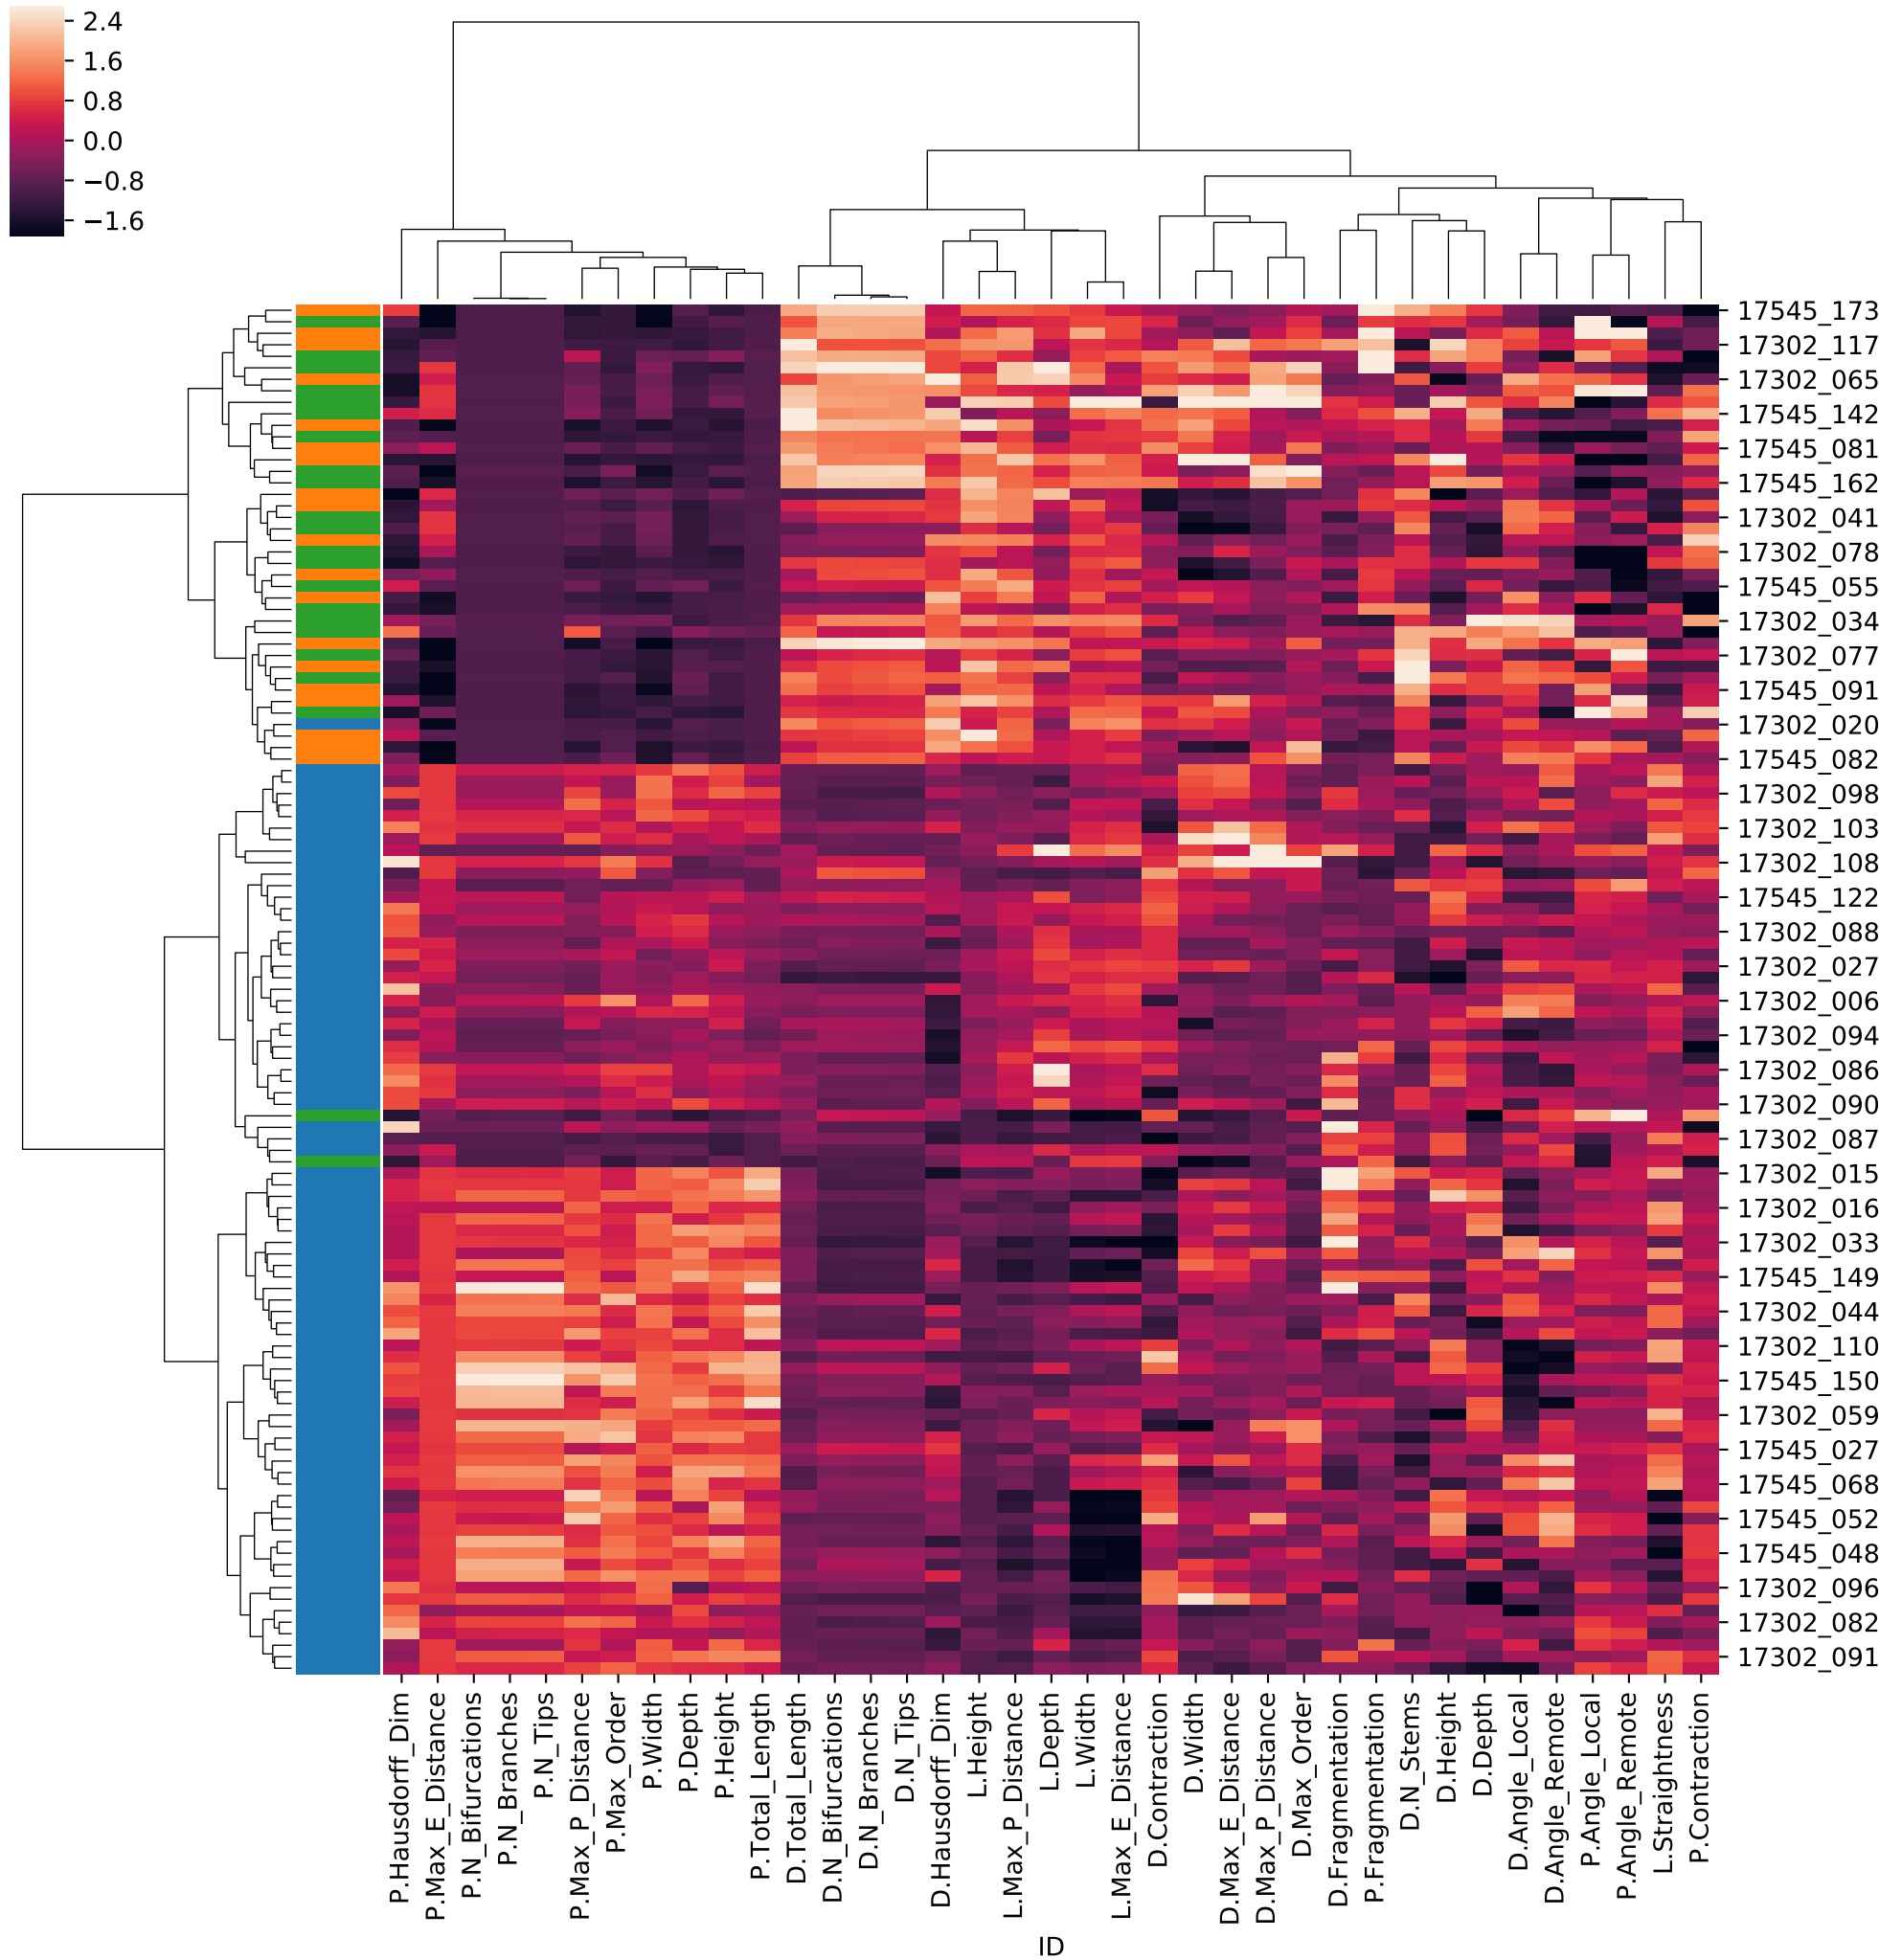 2.4
1.6
0.8
0.0
−0.8
−1.6
17545_173
17302_117
17302_065
17545_142
17545_081
17545_162
17302_041
17302_078
17545_055
17302_034
17302_077
17545_091
17302_020
17545_082
17302_098
17302_103
17302_108
17545_122
17302_088
17302_027
17302_006
17302_094
17302_086
17302_090
17302_087
17302_015
17302_016
17302_033
17545_149
17302_044
17302_110
17545_150
17302_059
17545_027
17545_068
17545_052
17545_048
17302_096
17302_082
17302_091
P.Hausdorff_Dim
P.Max_E_Distance
P.N_Bifurcations
P.N_Branches
P.N_Tips
P.Max_P_Distance
P.Max_Order
P.Width
P.Depth
P.Height
P.Total_Length
D.Total_Length
D.N_Bifurcations
D.N_Branches
D.N_Tips
D.Hausdorff_Dim
L.Height
L.Max_P_Distance
L.Depth
L.Width
L.Max_E_Distance
D.Contraction
D.Width
D.Max_E_Distance
D.Max_P_Distance
D.Max_Order
D.Fragmentation
P.Fragmentation
D.N_Stems
D.Height
D.Depth
D.Angle_Local
D.Angle_Remote
P.Angle_Local
P.Angle_Remote
L.Straightness
P.Contraction
ID